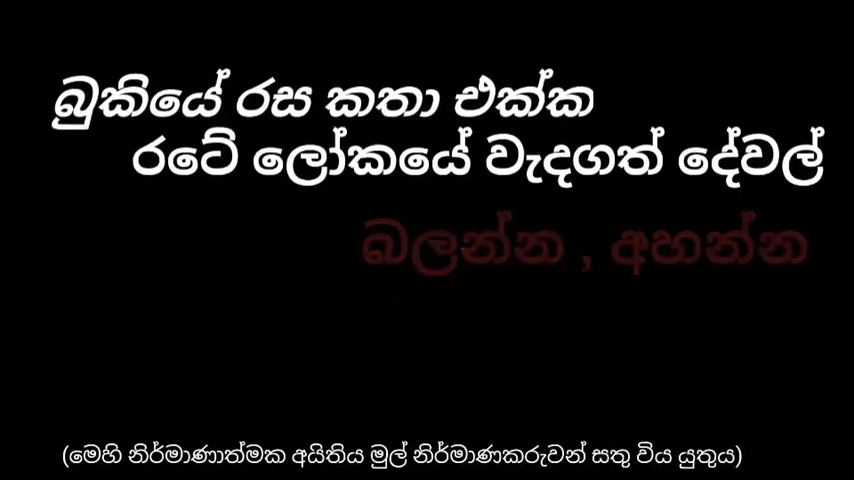 බුකියේ රස කතා එක්ක
රටේ ලෝකයේ වැදගත් දේවල්
බලන්න , අහන්න
(මෙහි නිර්මාණාත්මක අයිතිය මුල් නිර්මාණකරුවන් සතු විය යුතුය)